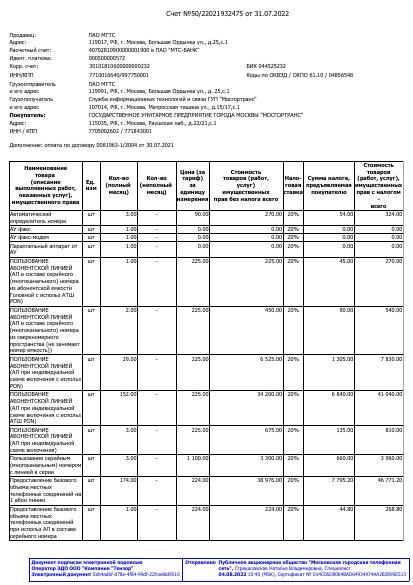 Счет №50/22021932475 от 31.07.2022
Продавец: ПАО МГТС
Адрес: 119017, РФ, г. Москва, Большая Ордынка ул., д.25,с.1
Расчетный счет: в ПАО "МТС-БАНК"
Идент. платежа: 000500000572
Корр. счет: БИК 044525232
ИНН/КПП 7710016640/997750001 Коды по ОКВЭД / ОКПО 61.10 / 04856548
Грузоотправитель ПАО МГТС
и его адрес 119991, РФ, г. Москва, Большая Ордынка ул., д. 25,с.1
Грузополучатель Служба информационных технологий и связи ГУП "Мосгортранс"
и его адрес 107014, РФ, г.Москва, Матросская тишина ул., д.15/17,с.1
Покупатель: ГОСУДАРСТВЕННОЕ УНИТАРНОЕ ПРЕДПРИЯТИЕ ГОРОДА МОСКВЫ "МОСГОРТРАНС"
Адрес: 115035, РФ, г.Москва, Раушская наб., д.22/21,с.1
ИНН / КПП 7705002602 / 771843001
Дополнение: оплата по договору 0081963-1/2004 от 30.07.2021
Наименование товара (описание выполненных работ, оказанных услуг), имущественного права
Ед. изм
Кол-во (полный месяц)
Кол-во (неполный месяц)
Цена (за тариф) за единицу измерения
Стоимость товаров (работ, услуг) имущественных прав без налога всего
Нало- говая ставка
Сумма налога, предъявляемая покупателю
Стоимость товаров (работ, услуг), имущественных прав с налогом - всего
Автоматический шт 3.00 - 90.00 270.00 20% 54.00 324.00
определитель номера
АУ факс шт 1.00 - 0.00 0.00 20% 0.00 0.00
АУ факс-модем шт 1.00 - 0.00 0.00 20% 0.00 0.00
Параллельный аппарат от шт 1.00 - 0.00 0.00 20% 0.00 0.00
АУ
ПОЛЬЗОВАНИЕ шт 1.00 - 225.00 225.00 20% 45.00 270.00
АБОНЕНТСКОЙ ЛИНИЕЙ
(АЛ в составе серийного
(многоканального) номера
из абонентской емкости
Головной с использ АТШ
PON)
ПОЛЬЗОВАНИЕ шт 2.00 - 225.00 450.00 20% 90.00 540.00
АБОНЕНТСКОЙ ЛИНИЕЙ
(АЛ в составе серийного
(многоканального) номера
из сверхномерного
пространства (не занимает
номер емкость))
ПОЛЬЗОВАНИЕ шт 29.00 - 225.00 6 525.00 20% 1 305.00 7 830.00
АБОНЕНТСКОЙ ЛИНИЕЙ
(АЛ при индивидуальной
схеме включения с использ
PON)
ПОЛЬЗОВАНИЕ шт 152.00 - 225.00 34 200.00 20% 6 840.00 41 040.00
АБОНЕНТСКОЙ ЛИНИЕЙ
(АЛ при индивидуальной
схеме включения с использ
АТШ PON)
ПОЛЬЗОВАНИЕ шт 3.00 - 225.00 675.00 20% 135.00 810.00
АБОНЕНТСКОЙ ЛИНИЕЙ
(АЛ при индивидуальной
схеме включения)
Пользование серийным шт 3.00 - 1 100.00 3 300.00 20% 660.00 3 960.00
(многоканальным) номером
с линией в серии
Предоставление базового шт 174.00 - 224.00 38 976.00 20% 7 795.20 46 771.20
объема местных
телефонных соединений на
1 абон линию
Предоставление базового шт 1.00 - 224.00 224.00 20% 44.80 268.80
объема местных
телефонных соединений
при использ АЛ в составе
серийного номера
Документ подписан электронной подписью
Оператор ЭДО ООО "Компания "Тензор"
Электронный документ
Отправлено Публичное акционерное общество "Московская городская телефонная
сеть", Стрекаловская Наталья Владимировна, Специалист
04.08.2022 10:40 (MSK), Сертификат №